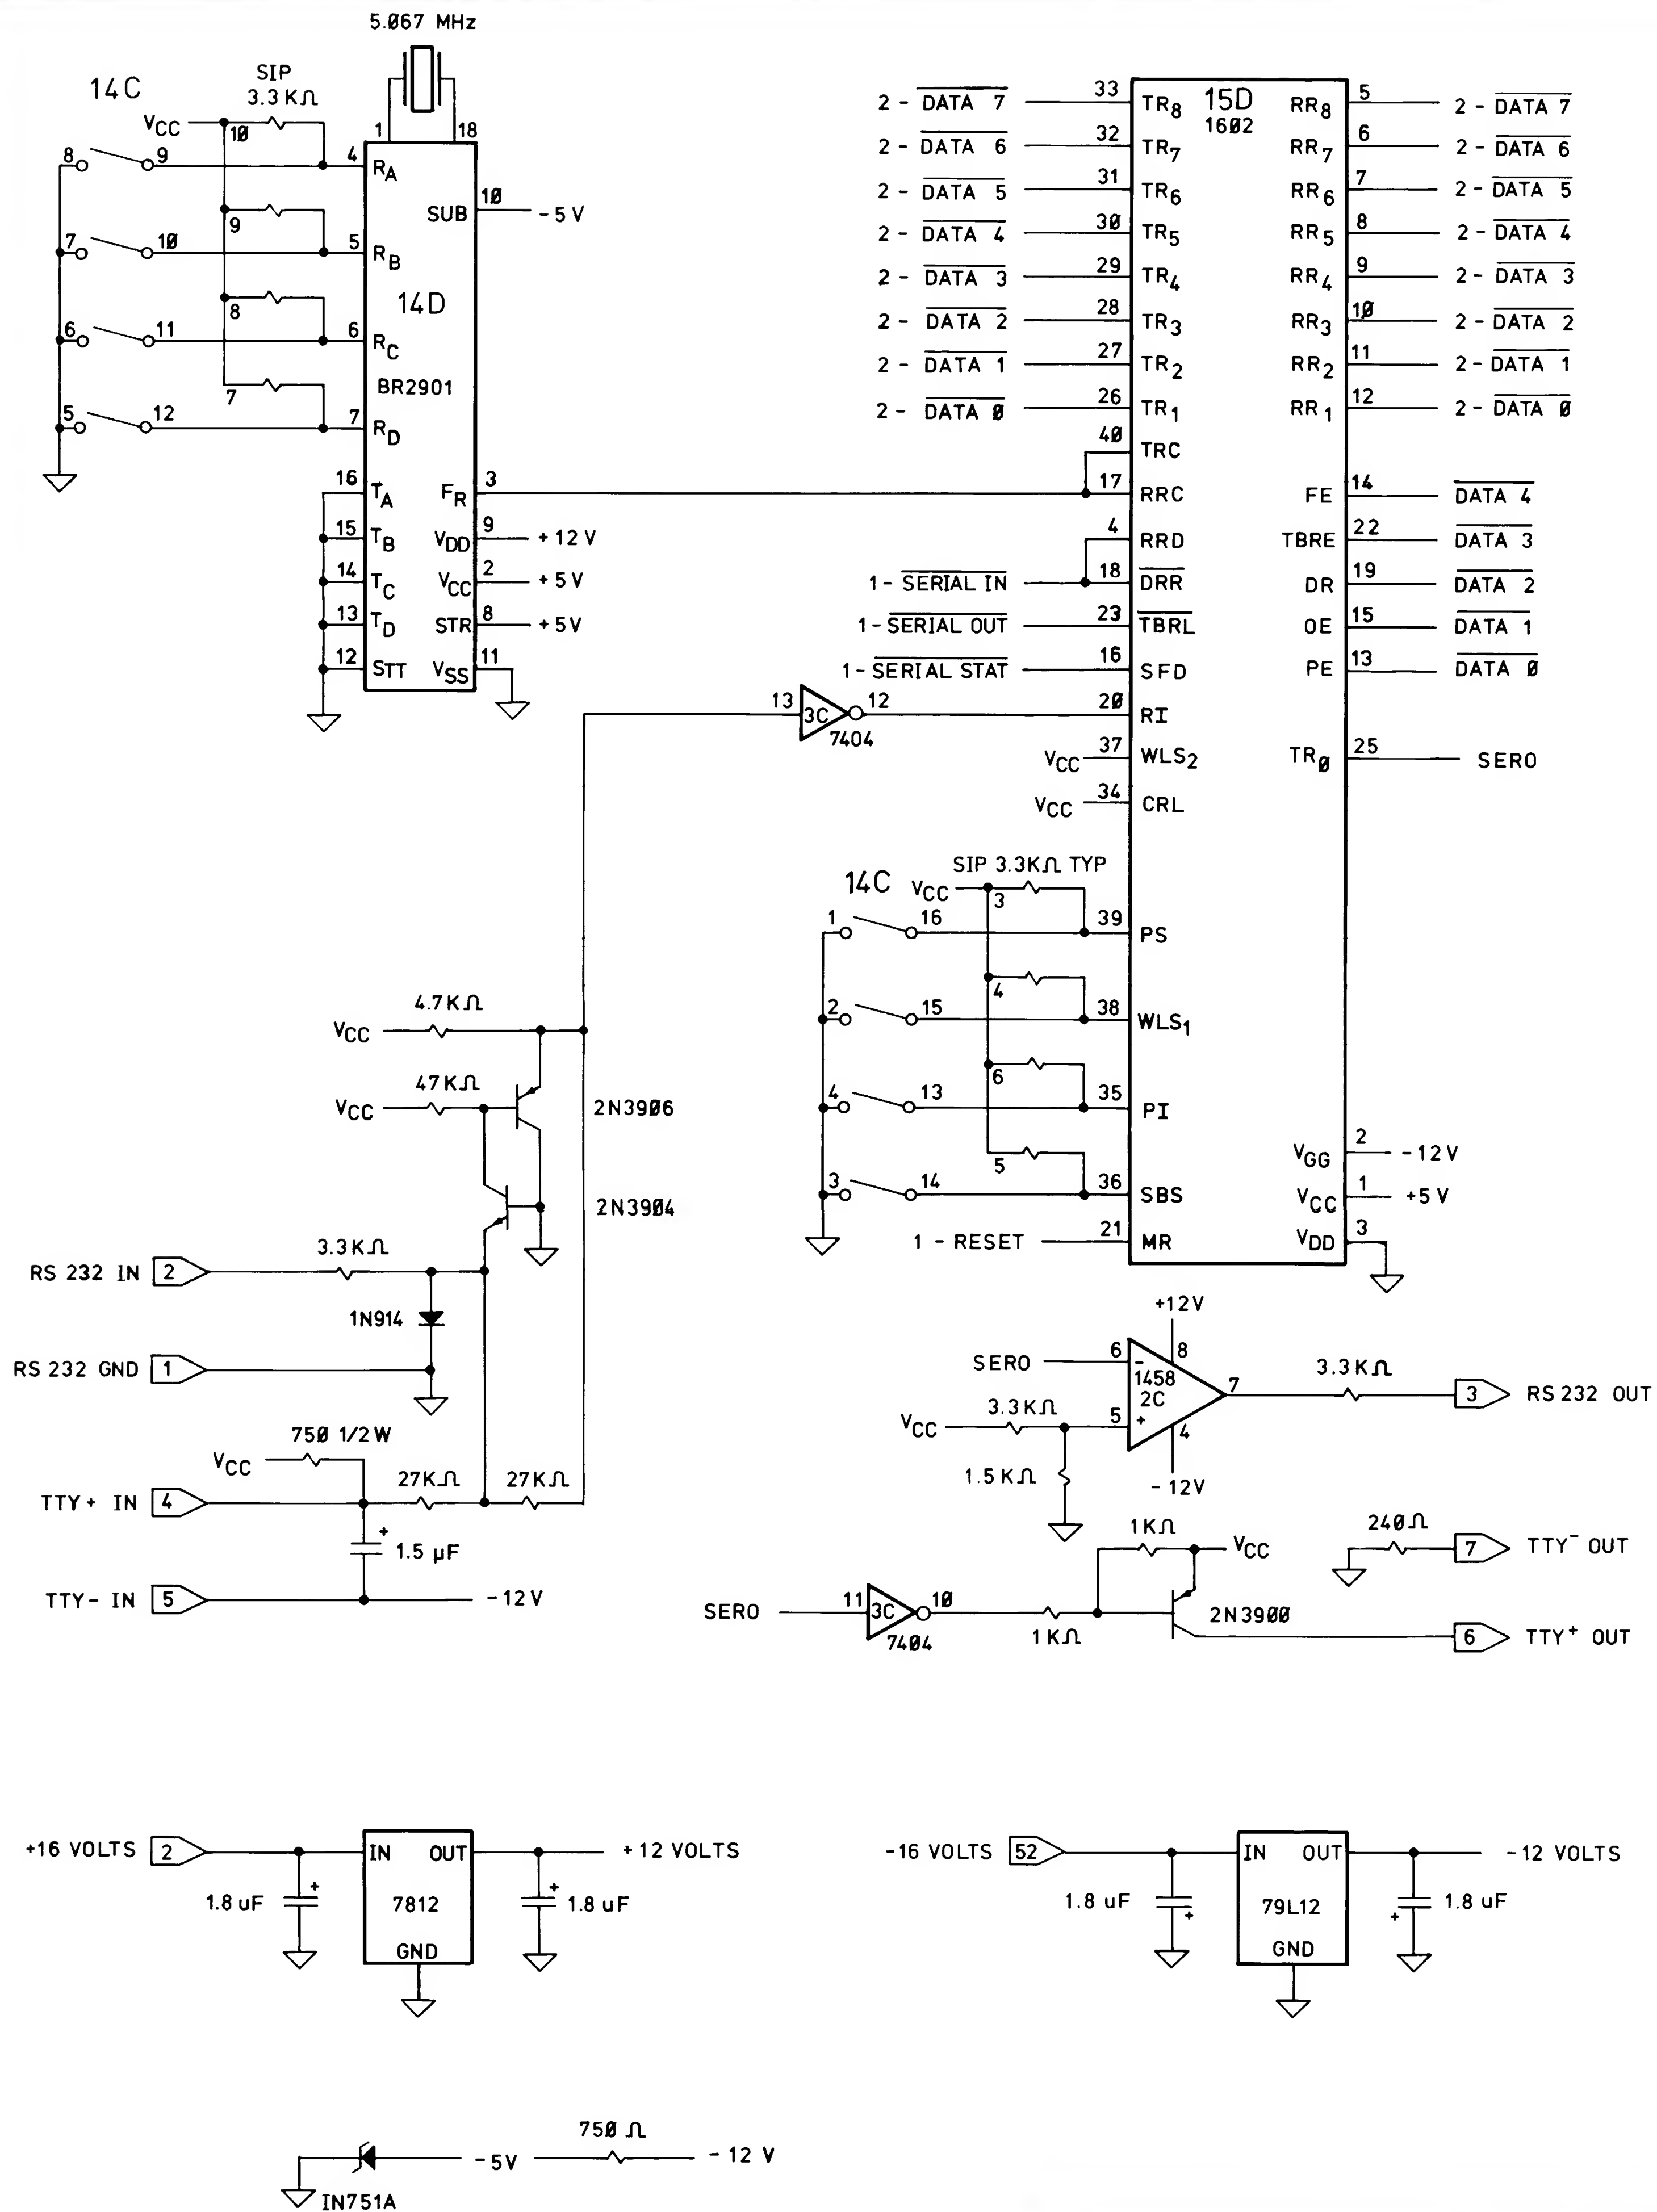 5.067 MHz
14C
SIP
3.3 KΩ
VCC
10
1
18
8
9
4
RA
SUB
10
-5V
9
7
10
5
RB
14D
8
6
11
6
RC
BR2901
7
5
12
7
RD
16
TA
FR
3
15
TB
VDD
9
+12V
14
TC
VCC
2
+5V
13
TD
STR
8
+5V
12
STT
VSS
11
15D
1602
2 - DATA 7
33
TR8
RR8
5
2 - DATA 7
2 - DATA 6
32
TR7
RR7
6
2 - DATA 6
2 - DATA 5
31
TR6
RR6
7
2 - DATA 5
2 - DATA 4
30
TR5
RR5
8
2 - DATA 4
2 - DATA 3
29
TR4
RR4
9
2 - DATA 3
2 - DATA 2
28
TR3
RR3
10
2 - DATA 2
2 - DATA 1
27
TR2
RR2
11
2 - DATA 1
2 - DATA 0
26
TR1
RR1
12
2 - DATA 0
40
TRC
17
RRC
FE
14
DATA 4
4
RRD
TBRE
22
DATA 3
1 - SERIAL IN
18
DRR
DR
19
DATA 2
1 - SERIAL OUT
23
TBRL
OE
15
DATA 1
1 - SERIAL STAT
16
SFD
PE
13
DATA 0
13
3C
12
7404
20
RI
VCC
37
WLS2
TR0
25
SERO
VCC
34
CRL
14C
SIP 3.3KΩ TYP
VCC
3
1
16
39
PS
4
2
15
38
WLS1
6
4
13
35
PI
5
3
14
36
SBS
1 - RESET
21
MR
VGG
2
-12V
VCC
1
+5V
VDD
3
4.7KΩ
VCC
47KΩ
VCC
2N3906
2N3904
3.3KΩ
RS 232 IN
2
1N914
RS 232 GND
1
750 1/2W
VCC
27KΩ
27KΩ
TTY+ IN
4
+
1.5 µF
TTY- IN
5
-12V
+12V
SERO
6
-
8
1458
2C
7
3.3KΩ
3
RS232 OUT
VCC
3.3KΩ
5
+
4
1.5KΩ
-12V
1KΩ
VCC
240Ω
7
TTY- OUT
SERO
11
3C
10
7404
1KΩ
2N3900
6
TTY+ OUT
+16 VOLTS
2
IN
OUT
+12 VOLTS
1.8 uF
+
7812
+
1.8 uF
GND
-16 VOLTS
52
IN
OUT
-12 VOLTS
1.8 uF
+
79L12
+
1.8 uF
GND
750 Ω
-5V
-12 V
IN751A